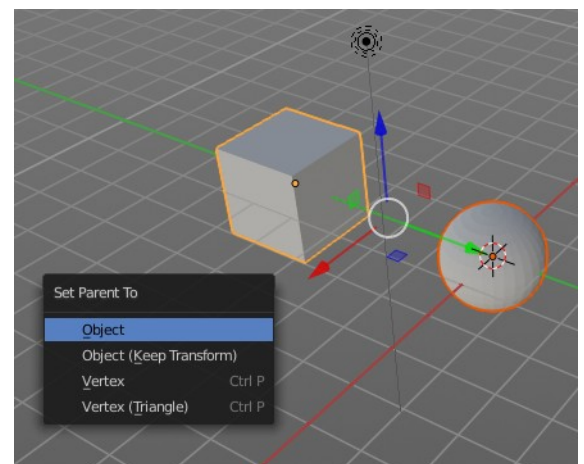 Set Parent To
Object
Object (Keep Transform)
Vertex Ctrl P
Vertex (Triangle) Ctrl P